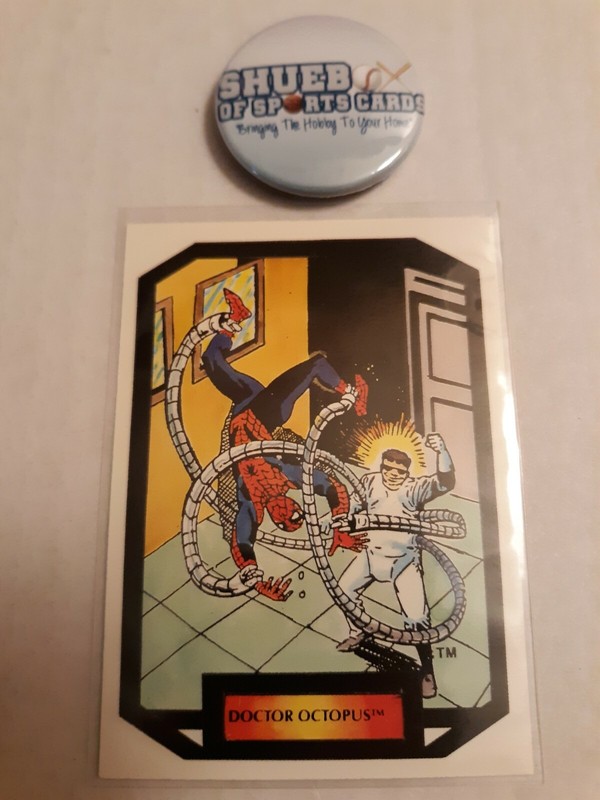 SHUEBOX
OF SPORTS CARDS
Bringing The Hobby To Your Home
TM
DOCTOR OCTOPUS™